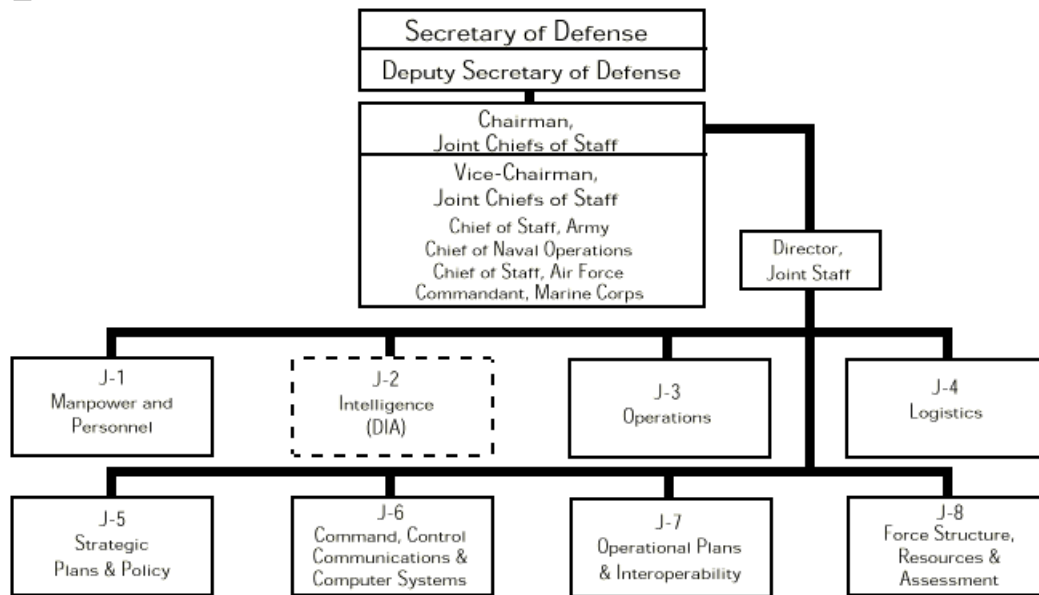 Secretary of Defense
Deputy Secretary of Defense
Chairman,
Joint Chiefs of Staff
Vice-Chairman,
Joint Chiefs of Staff
Chief of Staff, Army
Chief of Naval Operations
Chief of Staff, Air Force
Commandant, Marine Corps
Director,
Joint Staff
J-1
Manpower and
Personnel
J-2
Intelligence
(DIA)
J-3
Operations
J-4
Logistics
J-5
Strategic
Plans & Policy
J-6
Command, Control
Communications &
Computer Systems
J-7
Operational Plans
& Interoperability
J-8
Force Structure,
Resources &
Assessment